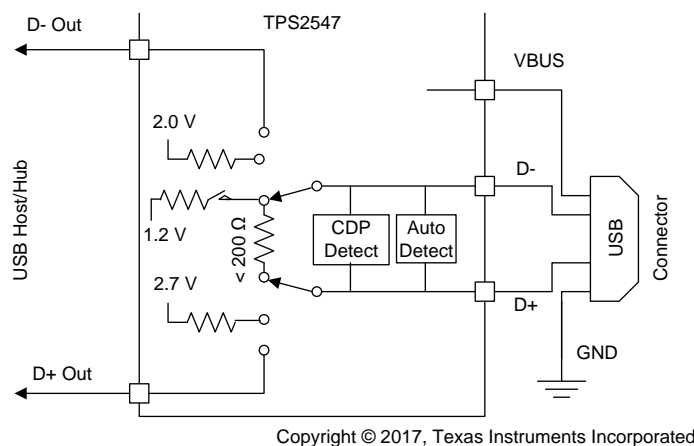 D- Out
TPS2547
VBUS
2.0 V
D-
1.2 V
< 200 Ω
CDP
Detect
Auto
Detect
USB
Connector
USB Host/Hub
2.7 V
D+
GND
D+ Out
Copyright © 2017, Texas Instruments Incorporated